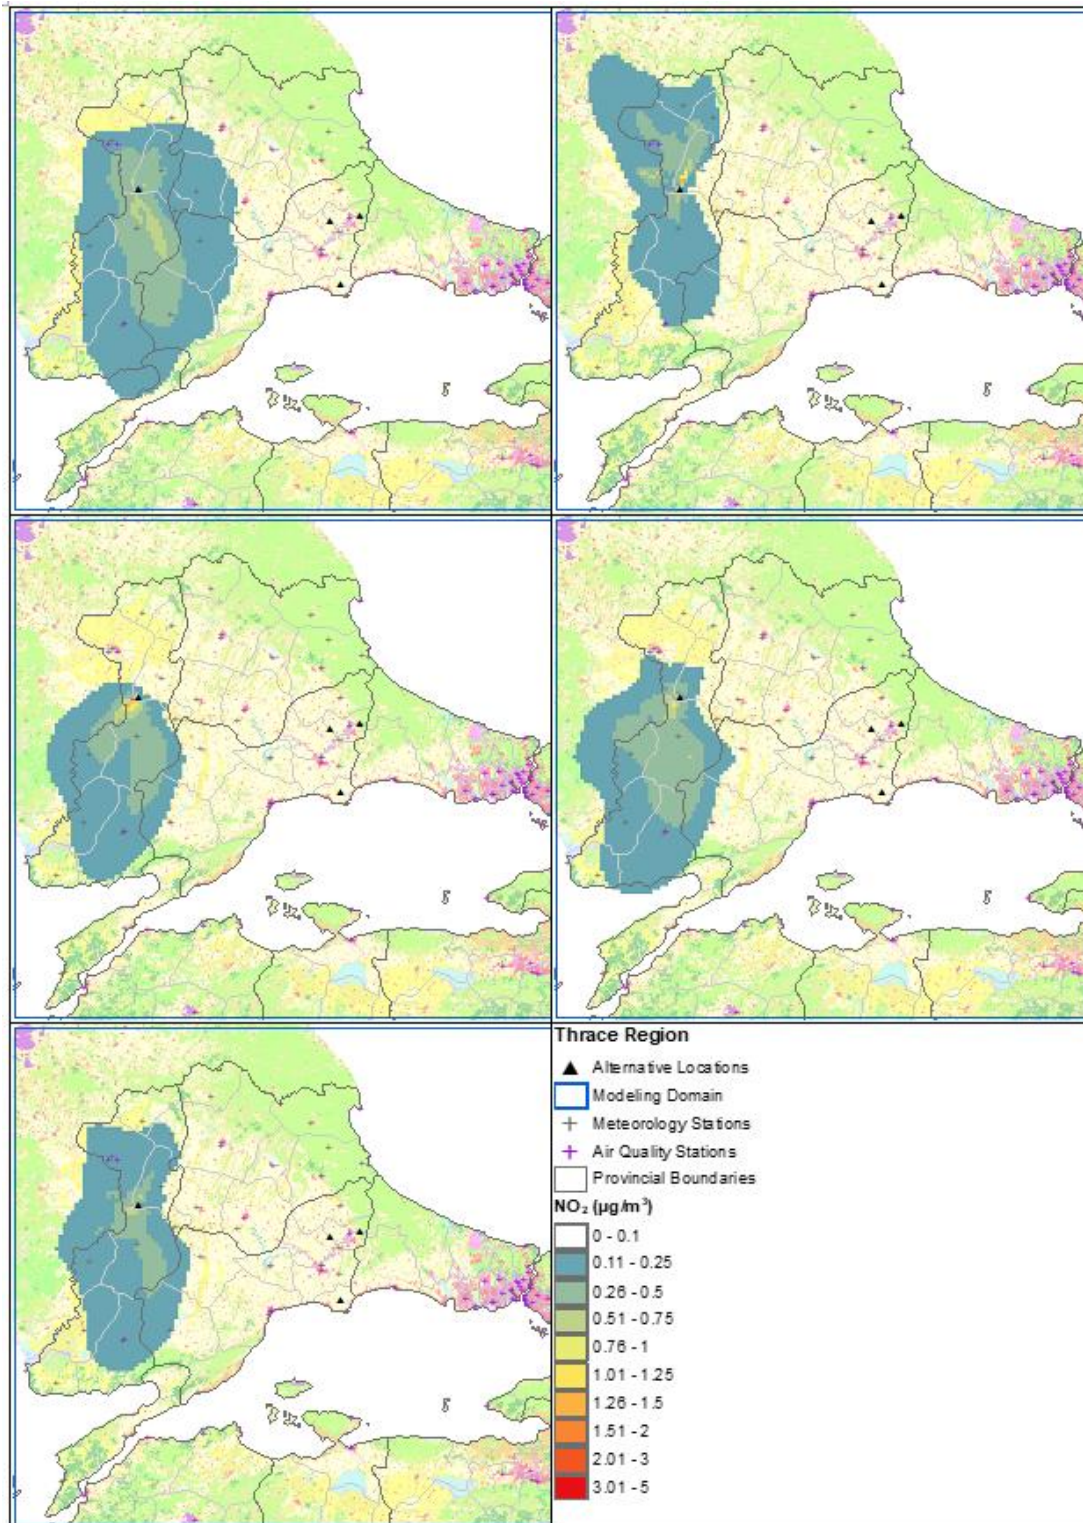 Thrace Region
Alternative Locations
Modeling Domain
Meteorology Stations
Air Quality Stations
Provincial Boundaries
NO₂ (µg/m³)
0 - 0.1
0.11 - 0.25
0.26 - 0.5
0.51 - 0.75
0.76 - 1
1.01 - 1.25
1.26 - 1.5
1.51 - 2
2.01 - 3
3.01 - 5